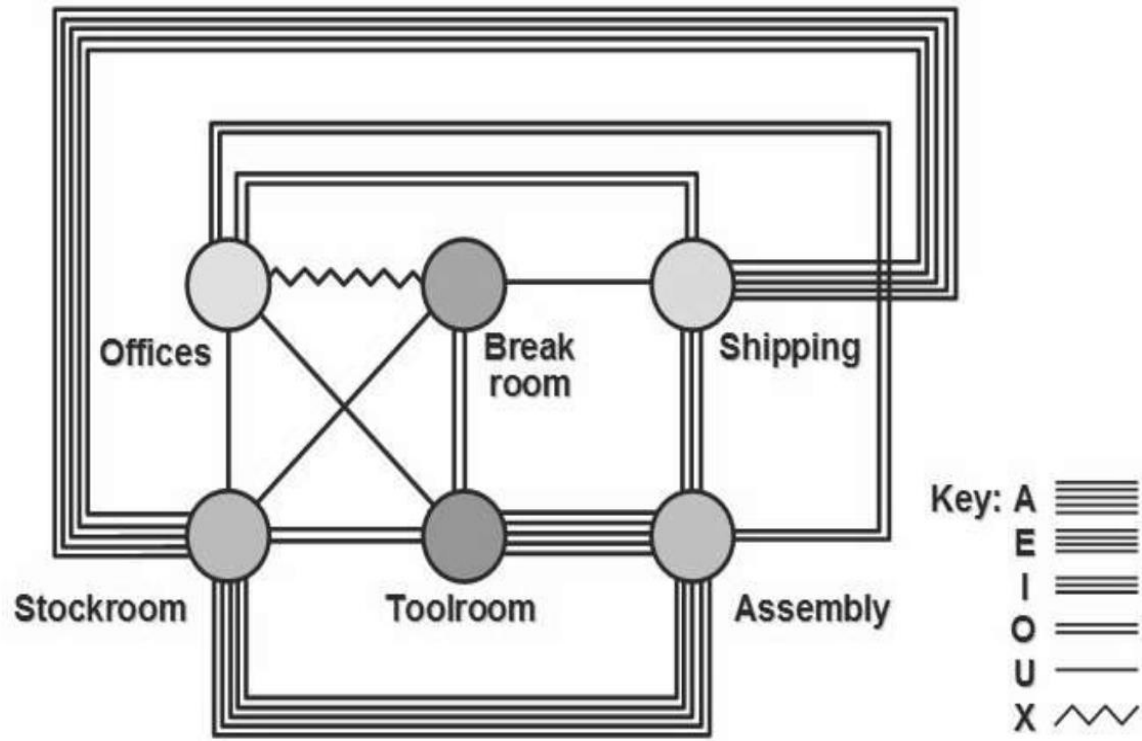 Offices
Break
room
Shipping
Stockroom
Toolroom
Assembly
Key: A
E
I
O
U
X